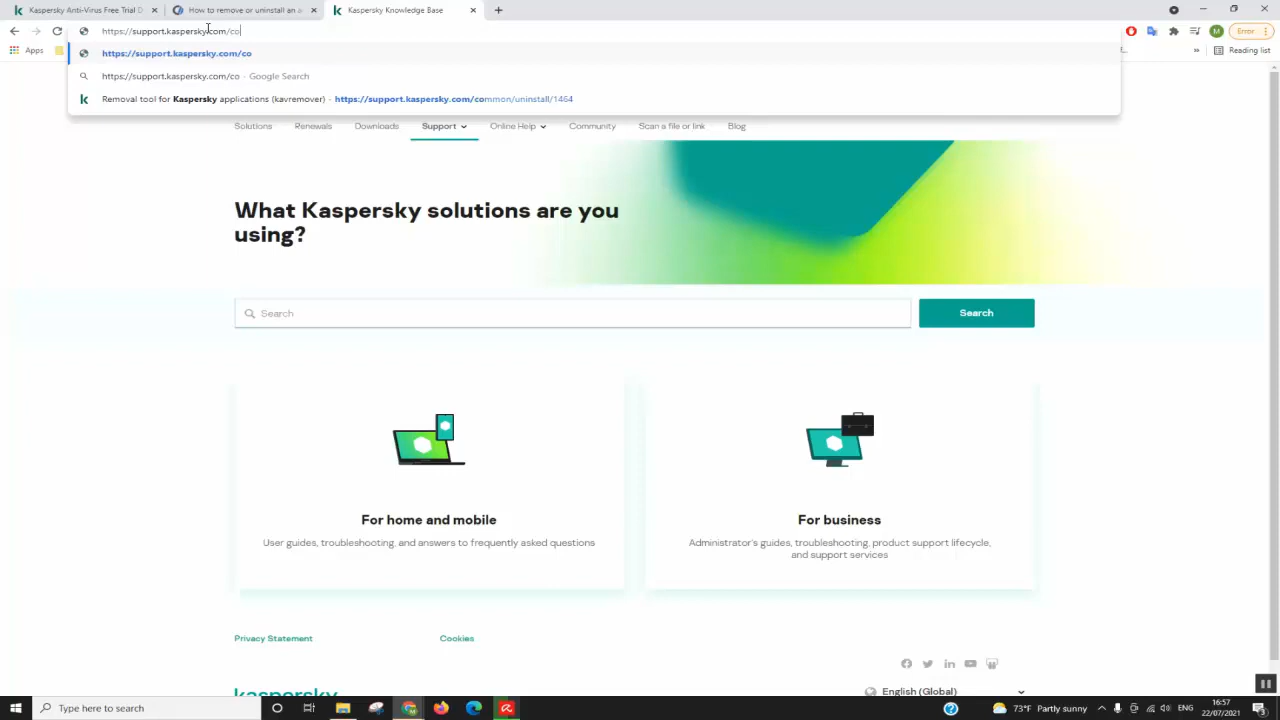 Kaspersky Anti-Virus Free Trial D
How to remove or uninstall an a
Kaspersky Knowledge Base
https://support.kaspersky.com/co
Error
Apps
Reading list
https://support.kaspersky.com/co
https://support.kaspersky.com/co - Google Search
Removal tool for Kaspersky applications (kavremover) - https://support.kaspersky.com/common/uninstall/1464
Solutions
Renewals
Downloads
Support
Online Help
Community
Scan a file or link
Blog
What Kaspersky solutions are you
using?
Search
Search
For home and mobile
User guides, troubleshooting, and answers to frequently asked questions
For business
Administrator's guides, troubleshooting, product support lifecycle,
and support services
Privacy Statement
Cookies
kaspersky
English (Global)
Type here to search
73°F Partly sunny
ENG
16:57
22/07/2021